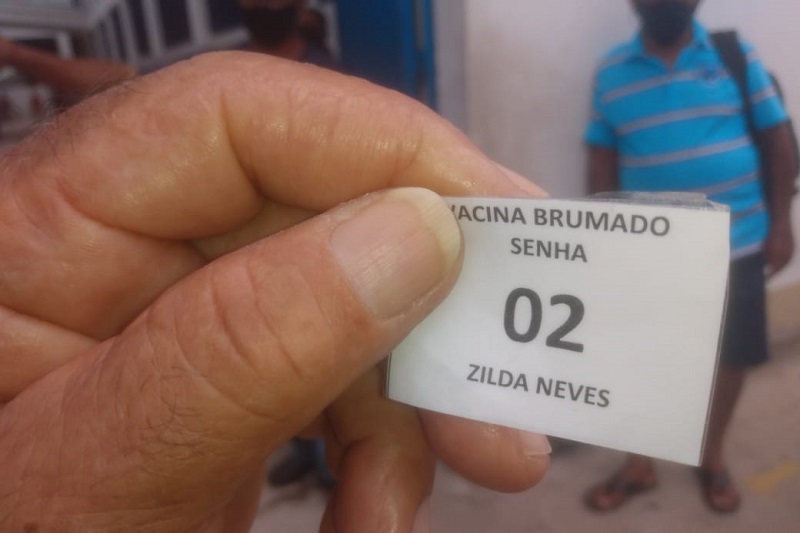 VACINA BRUMADO
SENHA
02
ZILDA NEVES